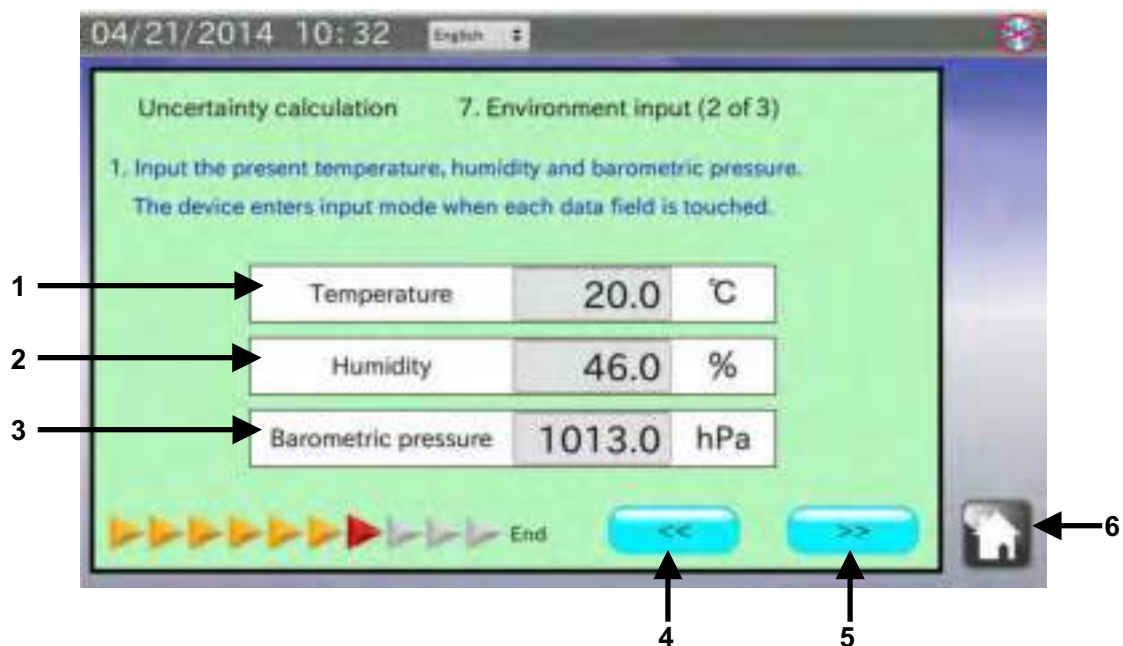 04/21/2014 10:32 English
Uncertainty calculation 7. Environment input (2 of 3)
1. Input the present temperature, humidity and barometric pressure.
The device enters input mode when each data field is touched.
1 Temperature 20.0 ℃
2 Humidity 46.0 %
3 Barometric pressure 1013.0 hPa
End << >> 6
4 5